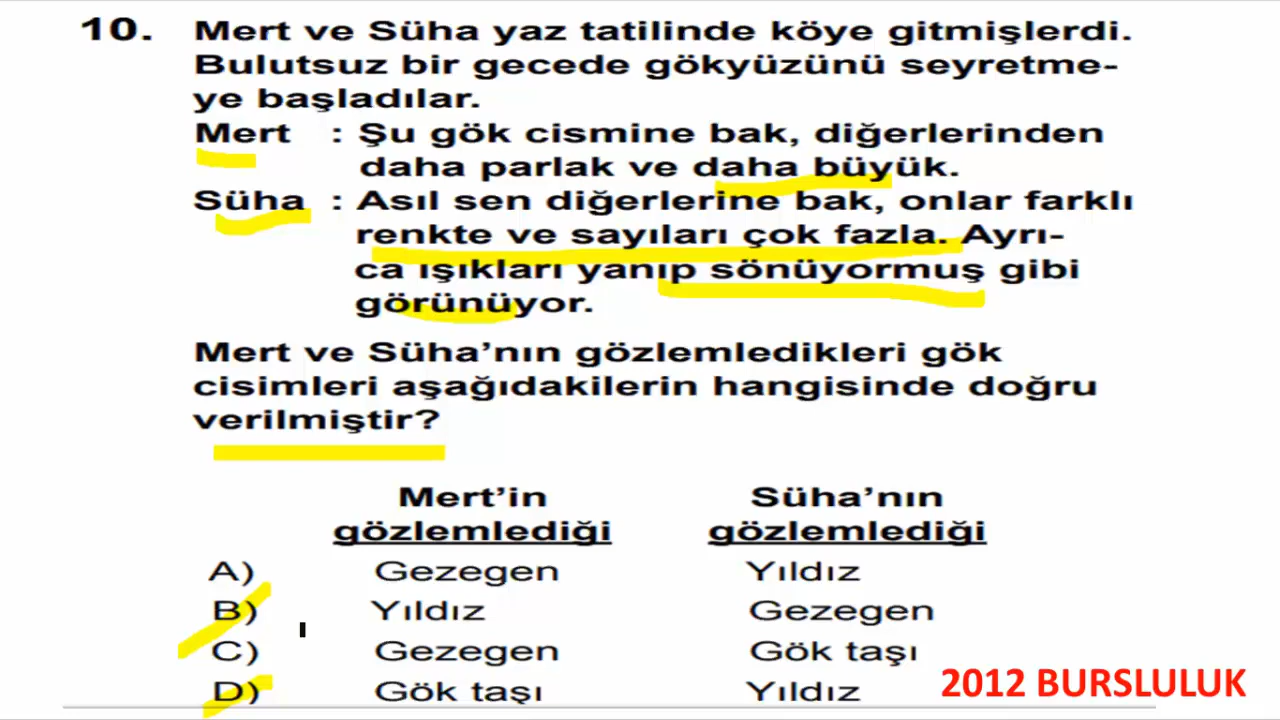 10. Mert ve Süha yaz tatilinde köye gitmişlerdi.
Bulutsuz bir gecede gökyüzünü seyretme-
ye başladılar.
Mert : Şu gök cismine bak, diğerlerinden
daha parlak ve daha büyük.
Süha : Asıl sen diğerlerine bak, onlar farklı
renkte ve sayıları çok fazla. Ayrı-
ca ışıkları yanıp sönüyormuş gibi
görünüyor.
Mert ve Süha’nın gözlemledikleri gök
cisimleri aşağıdakilerin hangisinde doğru
verilmiştir?
Mert’in Süha’nın
gözlemlediği gözlemlediği
A) Gezegen Yıldız
B) Yıldız Gezegen
C) Gezegen Gök taşı
D) Gök taşı Yıldız
2012 BURSLULUK